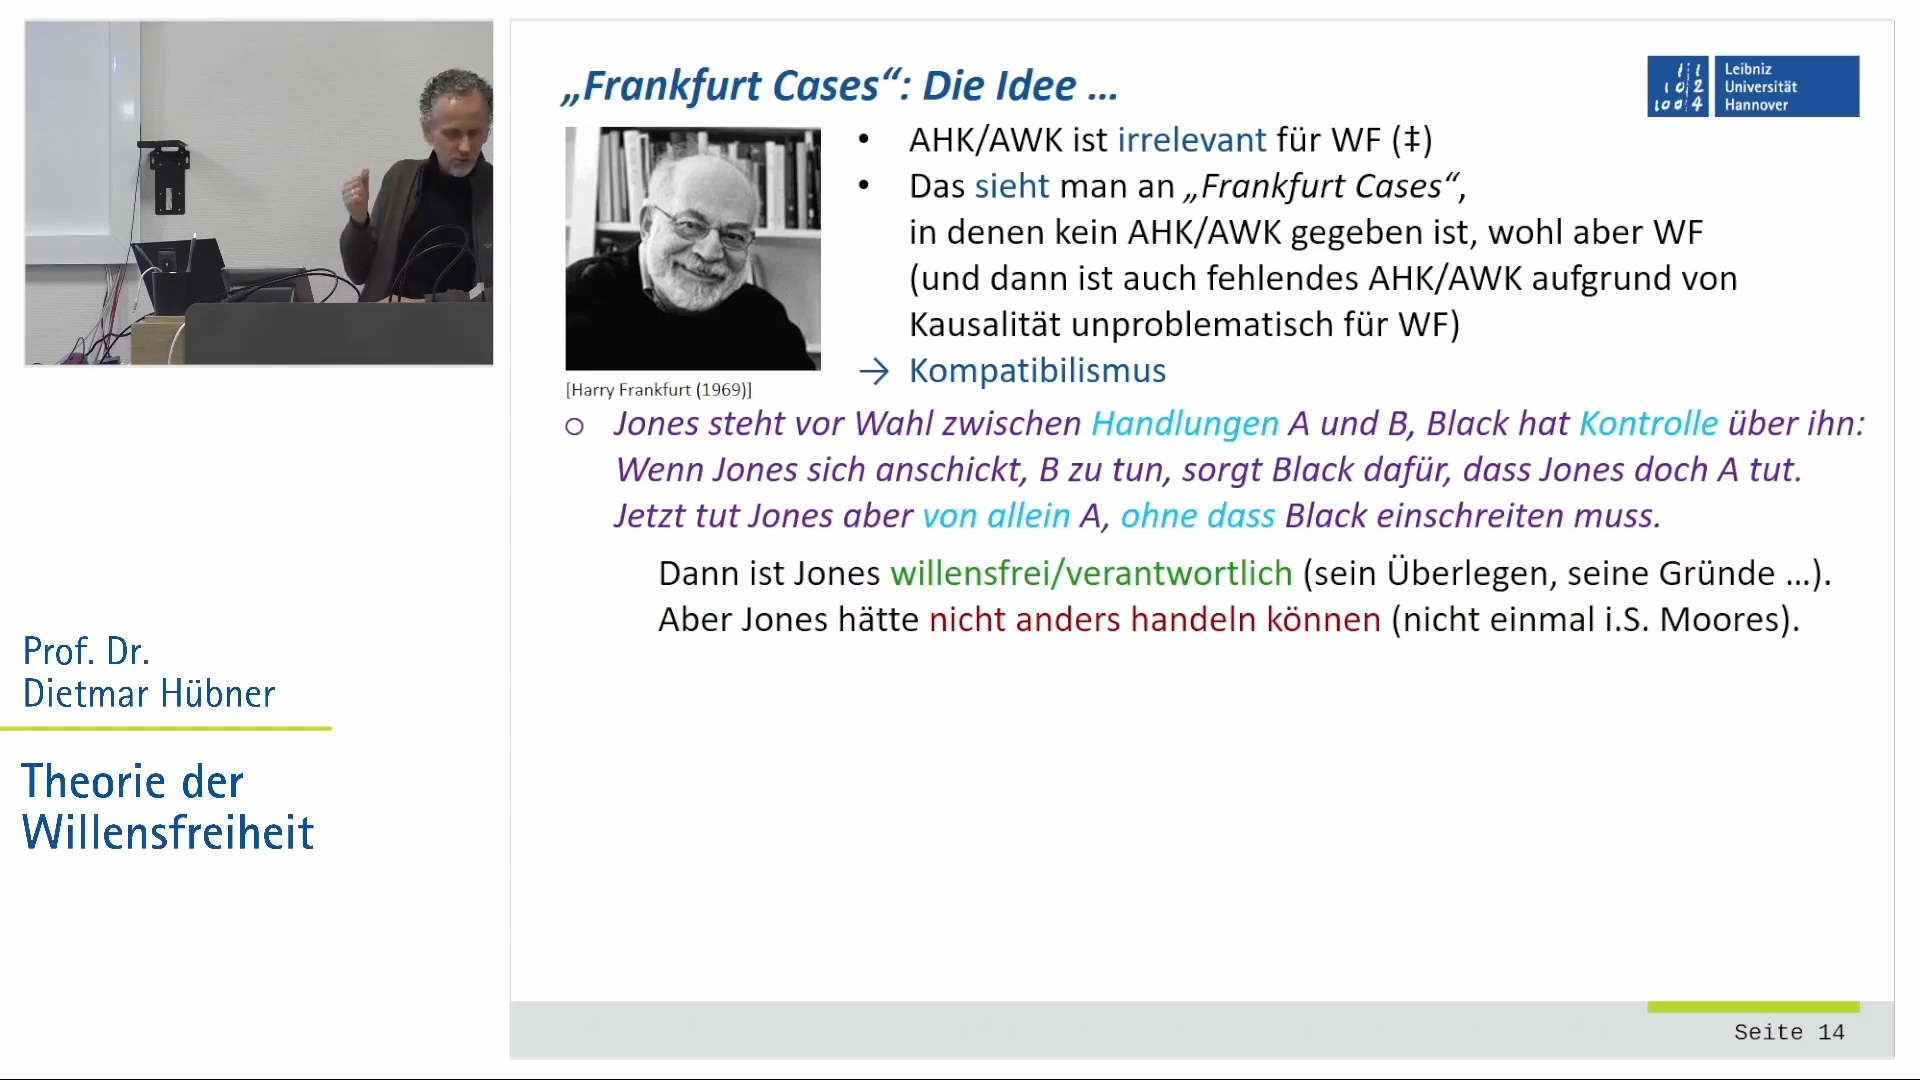 „Frankfurt Cases“: Die Idee ...
Leibniz
Universität
Hannover
• AHK/AWK ist irrelevant für WF (‡)
• Das sieht man an „Frankfurt Cases“,
in denen kein AHK/AWK gegeben ist, wohl aber WF
(und dann ist auch fehlendes AHK/AWK aufgrund von
Kausalität unproblematisch für WF)
→ Kompatibilismus
[Harry Frankfurt (1969)]
o Jones steht vor Wahl zwischen Handlungen A und B, Black hat Kontrolle über ihn:
Wenn Jones sich anschickt, B zu tun, sorgt Black dafür, dass Jones doch A tut.
Jetzt tut Jones aber von allein A, ohne dass Black einschreiten muss.
Dann ist Jones willensfrei/verantwortlich (sein Überlegen, seine Gründe ...).
Aber Jones hätte nicht anders handeln können (nicht einmal i.S. Moores).
Prof. Dr.
Dietmar Hübner
Theorie der
Willensfreiheit
Seite 14